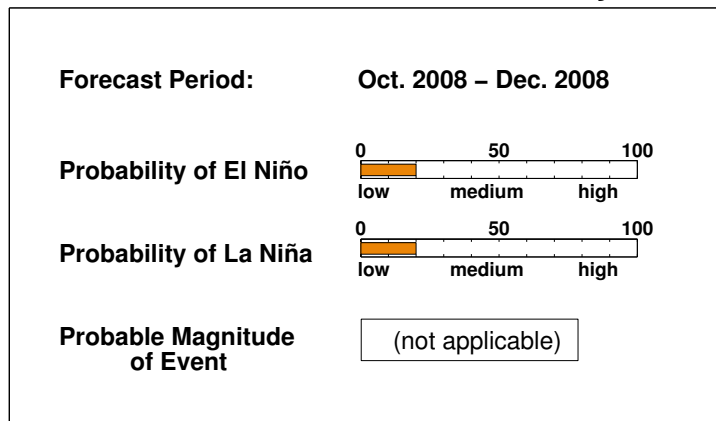 Forecast Period: Oct. 2008 – Dec. 2008
0 50 100
Probability of El Niño
low medium high
0 50 100
Probability of La Niña
low medium high
Probable Magnitude
of Event
(not applicable)